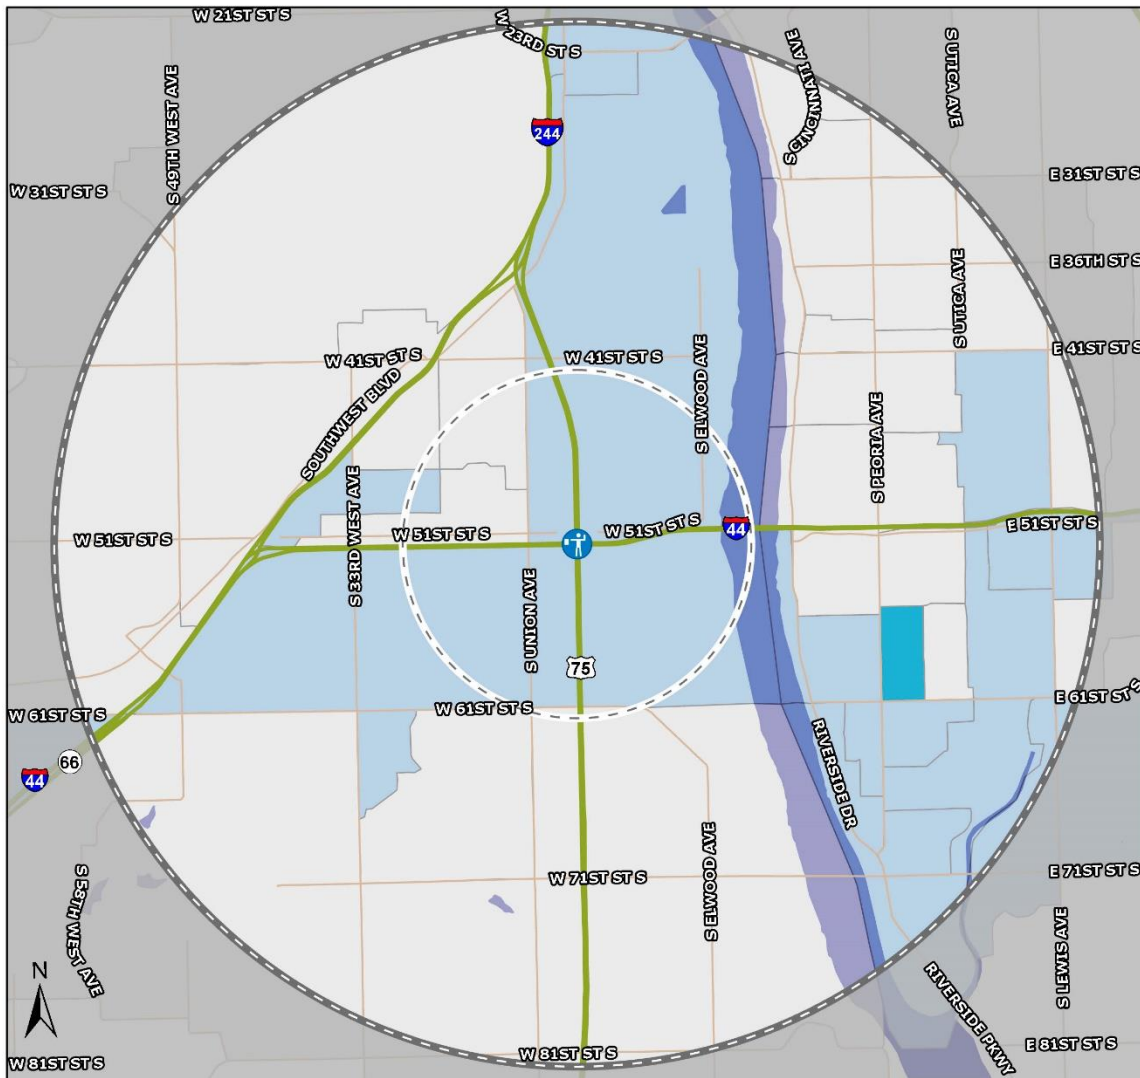 W 21ST ST S
W 23RD ST S
S CINCINNATI AVE
S UTICA AVE
S 49TH WEST AVE
244
W 31ST ST S
E 31ST ST S
E 36TH ST S
S UTICA AVE
W 41ST ST S
W 41ST ST S
E 41ST ST S
SOUTHWEST BLVD
S ELWOOD AVE
S PEORIA AVE
S 33RD WEST AVE
W 51ST ST S
W 51ST ST S
W 51ST ST S
44
E 51ST ST S
S UNION AVE
75
W 61ST ST S
W 61ST ST S
E 61ST ST S
66
44
RIVERSIDE DR
S ELWOOD AVE
W 71ST ST S
E 71ST ST S
S 55TH WEST AVE
S LEWIS AVE
N
RIVERSIDE PKWY
W 81ST ST S
W 81ST ST S
E 81ST ST S